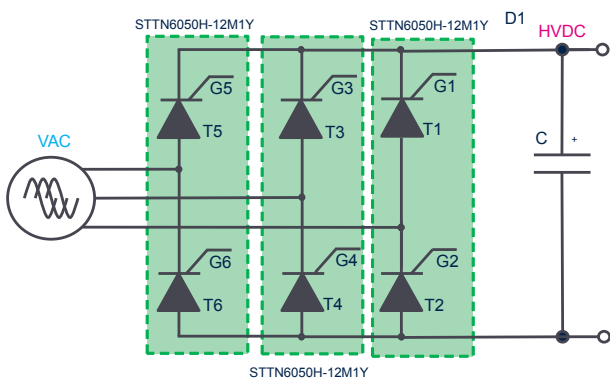 STTN6050H-12M1Y
STTN6050H-12M1Y
D1
HVDC
G5
G3
G1
T5
T3
T1
C
+
VAC
G6
G4
G2
T6
T4
T2
STTN6050H-12M1Y